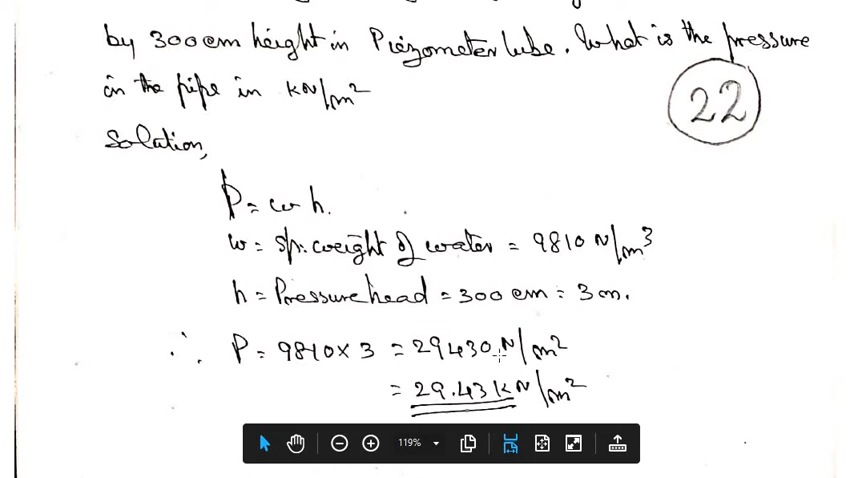 by 300cm height in Piezometer tube. What is the pressure
in the pipe in KN/m²
22
Solution,
P = w h.
w = Sp. weight of water = 9810 N/m³
h = Pressure head = 300 cm = 3m.
∴ P = 9810 x 3 = 29430 N/m²
= 29.43 KN/m²
119%